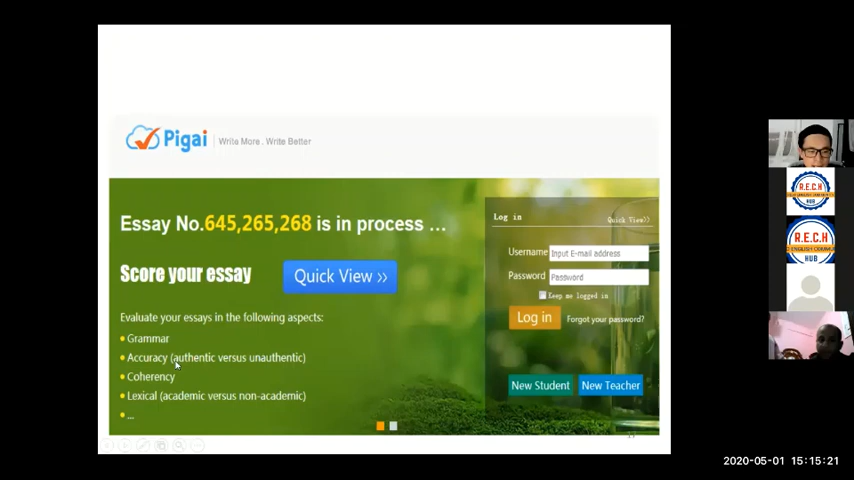 Pigai
Write More . Write Better
Essay No.645,265,268 is in process ...
Score your essay
Quick View >>
Evaluate your essays in the following aspects:
Grammar
Accuracy (authentic versus unauthentic)
Coherency
Lexical (academic versus non-academic)
...
Log in
Quick View>>
Username
Input E-mail address
Password
Password
Keep me logged in
Log in
Forgot your password?
New Student
New Teacher
R.E.C.H
HUB
R.E.C.H
HUB
2020-05-01 15:15:21